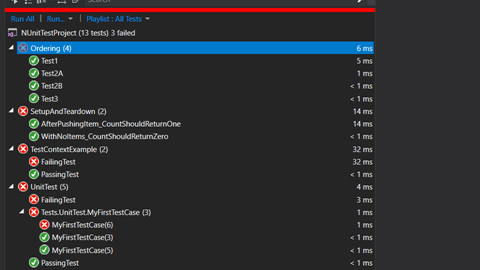 Search
Run All | Run... | Playlist : All Tests
NUnitTestProject (13 tests) 3 failed
Ordering (4) 6 ms
Test1 5 ms
Test2A 1 ms
Test2B < 1 ms
Test3 < 1 ms
SetupAndTeardown (2) 14 ms
AfterPushingItem_CountShouldReturnOne 14 ms
WithNoItems_CountShouldReturnZero < 1 ms
TestContextExample (2) 32 ms
FailingTest 32 ms
PassingTest < 1 ms
UnitTest (5) 4 ms
FailingTest 3 ms
Tests.UnitTest.MyFirstTestCase (3) 1 ms
MyFirstTestCase(6) 1 ms
MyFirstTestCase(3) < 1 ms
MyFirstTestCase(5) < 1 ms
PassingTest < 1 ms